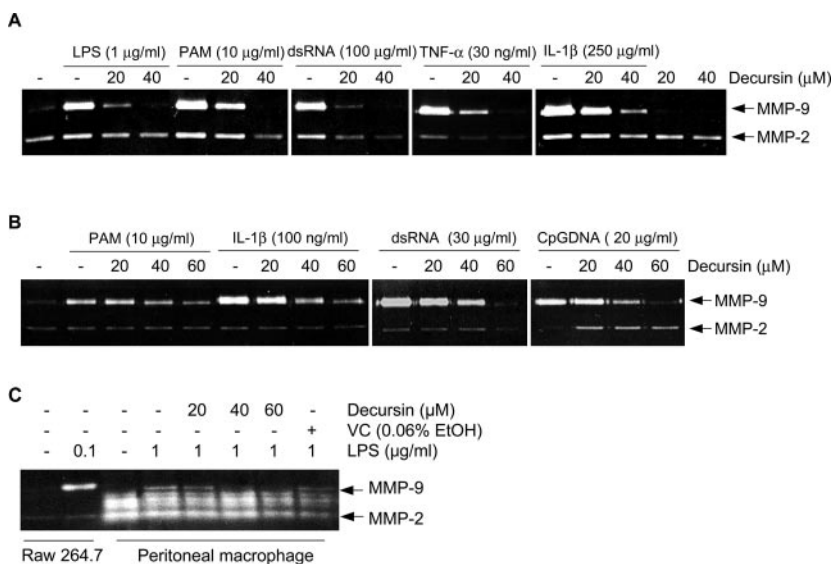 A
LPS (1 μg/ml) PAM (10 μg/ml) dsRNA (100 μg/ml) TNF-α (30 ng/ml) IL-1β (250 μg/ml)
- - 20 40 - 20 40 - 20 40 - 20 40 - 20 40 20 40 Decursin (μM)
MMP-9
MMP-2
B
PAM (10 μg/ml) IL-1β (100 ng/ml) dsRNA (30 μg/ml) CpGDNA ( 20 μg/ml)
- - 20 40 60 - 20 40 60 - 20 40 60 - 20 40 60 Decursin (μM)
MMP-9
MMP-2
C
- - - - 20 40 60 - Decursin (μM)
- - - - - - - + VC (0.06% EtOH)
- 0.1 - 1 1 1 1 1 LPS (μg/ml)
MMP-9
MMP-2
Raw 264.7 Peritoneal macrophage